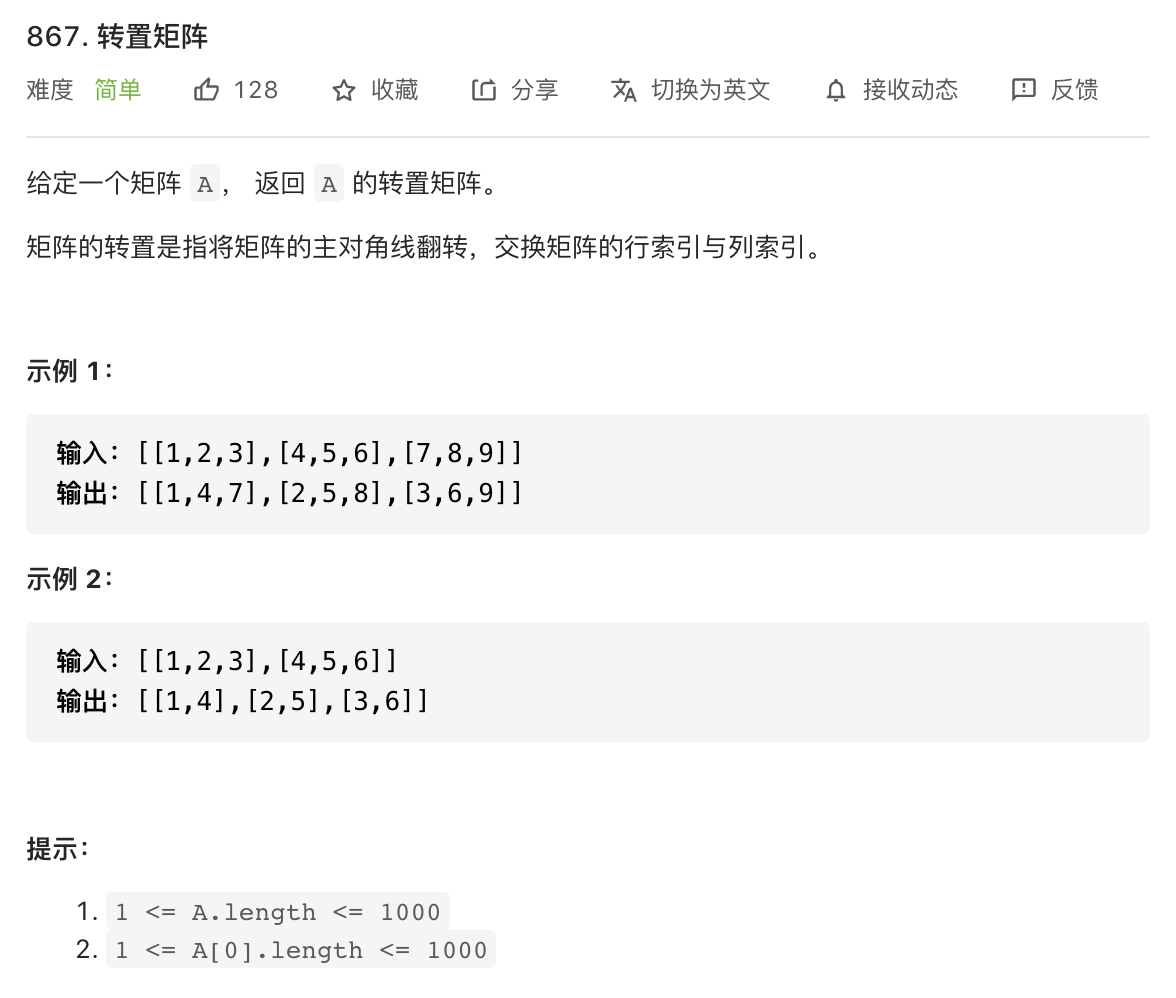 867. 转置矩阵
难度 简单 128 收藏 分享 切换为英文 接收动态 反馈
给定一个矩阵 A， 返回 A 的转置矩阵。
矩阵的转置是指将矩阵的主对角线翻转，交换矩阵的行索引与列索引。
示例 1：
输入：[[1,2,3],[4,5,6],[7,8,9]]
输出：[[1,4,7],[2,5,8],[3,6,9]]
示例 2：
输入：[[1,2,3],[4,5,6]]
输出：[[1,4],[2,5],[3,6]]
提示：
1. 1 <= A.length <= 1000
2. 1 <= A[0].length <= 1000